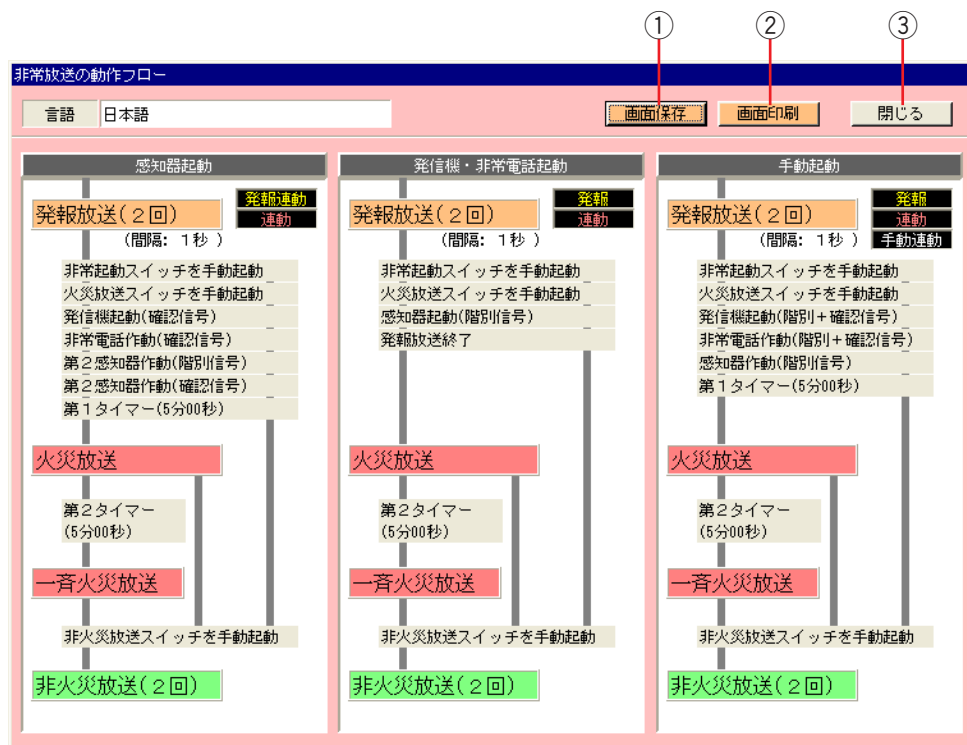 ① ② ③
非常放送の動作フロー
言語 日本語 画面保存 画面印刷 閉じる
感知器起動
発報放送(2回)
発報連動
連動
(間隔: 1秒 )
非常起動スイッチを手動起動
火災放送スイッチを手動起動
発信機起動(確認信号)
非常電話作動(確認信号)
第2感知器作動(階別信号)
第2感知器作動(確認信号)
第1タイマー(5分00秒)
火災放送
第2タイマー
(5分00秒)
一斉火災放送
非火災放送スイッチを手動起動
非火災放送(2回)
発信機・非常電話起動
発報放送(2回)
発報
連動
(間隔: 1秒 )
非常起動スイッチを手動起動
火災放送スイッチを手動起動
感知器起動(階別信号)
発報放送終了
火災放送
第2タイマー
(5分00秒)
一斉火災放送
非火災放送スイッチを手動起動
非火災放送(2回)
手動起動
発報放送(2回)
発報
連動
(間隔: 1秒 ) 手動連動
非常起動スイッチを手動起動
火災放送スイッチを手動起動
発信機起動(階別+確認信号)
非常電話作動(階別+確認信号)
感知器作動(階別信号)
第1タイマー(5分00秒)
火災放送
第2タイマー
(5分00秒)
一斉火災放送
非火災放送スイッチを手動起動
非火災放送(2回)